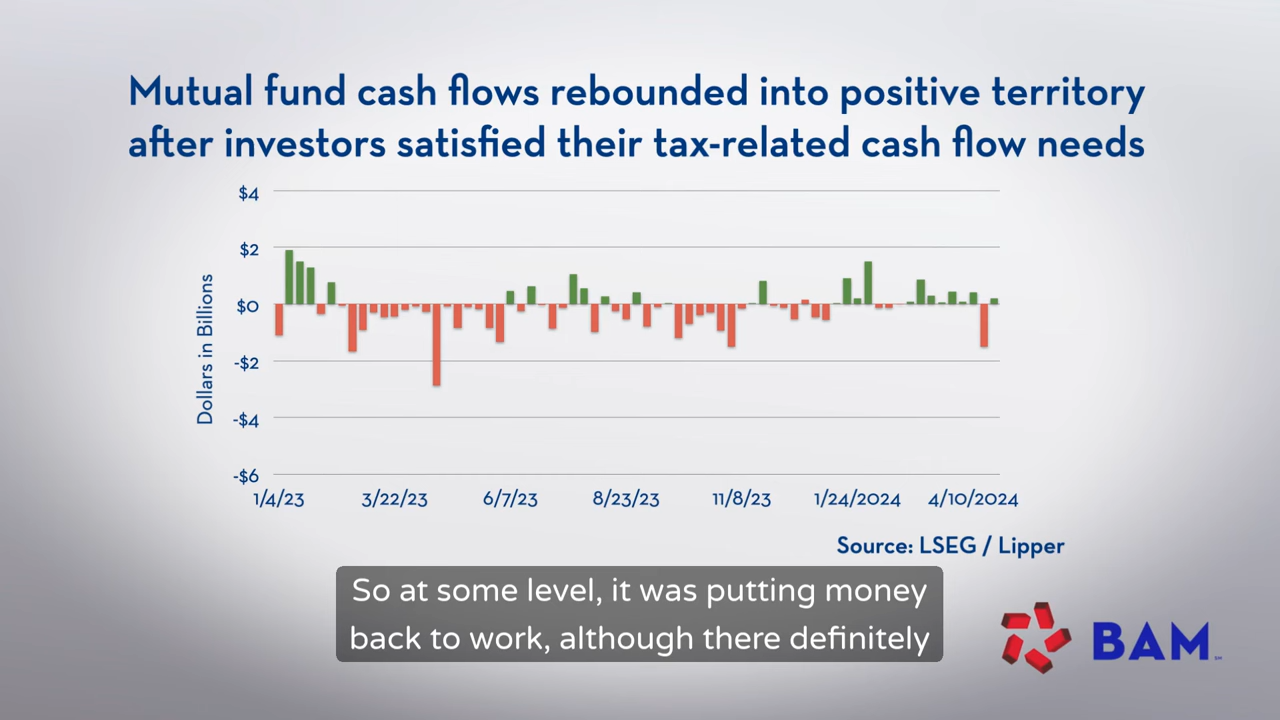 Mutual fund cash flows rebounded into positive territory
after investors satisfied their tax-related cash flow needs
Dollars in Billions
$4
$2
$0
-$2
-$4
-$6
1/4/23 3/22/23 6/7/23 8/23/23 11/8/23 1/24/2024 4/10/2024
Source: LSEG / Lipper
So at some level, it was putting money
back to work, although there definitely
BAM